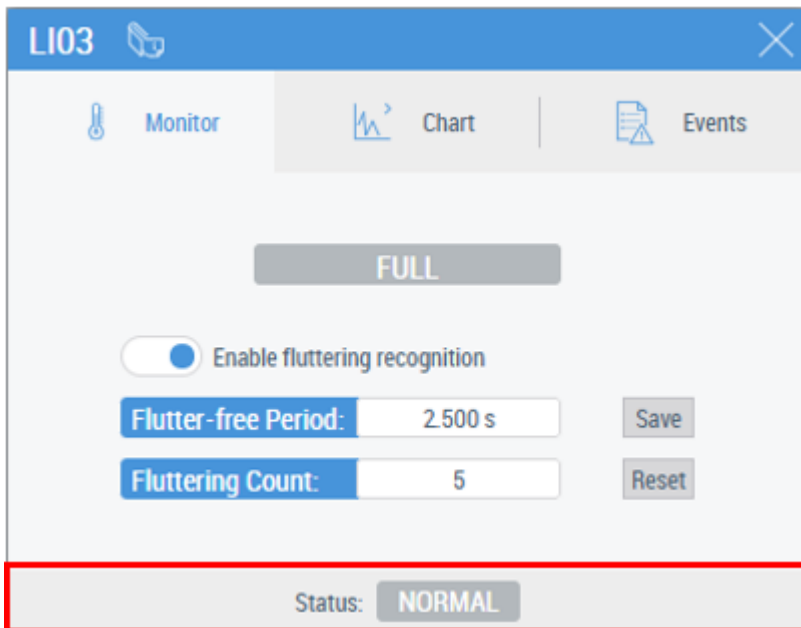 LI03
Monitor Chart Events
FULL
Enable fluttering recognition
Flutter-free Period: 2.500 s Save
Fluttering Count: 5 Reset
Status: NORMAL